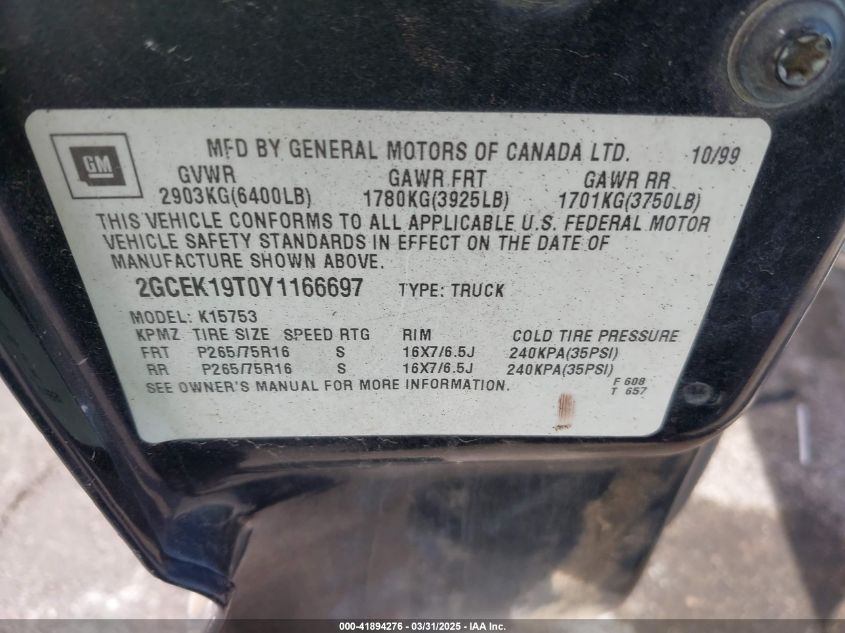 GM
MFD BY GENERAL MOTORS OF CANADA LTD. 10/99
GVWR GAWR FRT GAWR RR
2903KG(6400LB) 1780KG(3925LB) 1701KG(3750LB)
THIS VEHICLE CONFORMS TO ALL APPLICABLE U.S. FEDERAL MOTOR
VEHICLE SAFETY STANDARDS IN EFFECT ON THE DATE OF
MANUFACTURE SHOWN ABOVE.
2GCEK19T0Y1166697 TYPE: TRUCK
MODEL: K15753
KPMZ TIRE SIZE SPEED RTG RIM COLD TIRE PRESSURE
FRT P265/75R16 S 16X7/6.5J 240KPA(35PSI)
RR P265/75R16 S 16X7/6.5J 240KPA(35PSI)
SEE OWNER'S MANUAL FOR MORE INFORMATION.
F 608
T 657
000-41894276 - 03/31/2025 - IAA Inc.